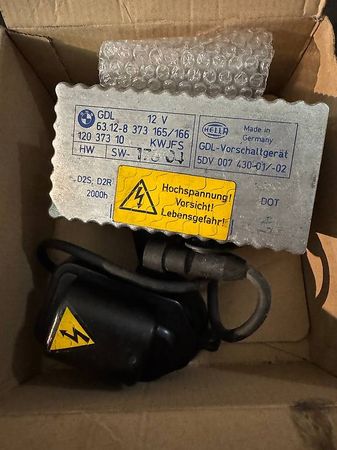 BMW
GDL 12 V
63.12-8 373 165/166
120 373 10 KWJFS
HW SW-
HELLA
Made in
Germany
GDL-Vorschaltgerät
5DV 007 430-01/-02
D2S, D2R
2000h
Hochspannung!
Vorsicht!
Lebensgefahr!
DOT